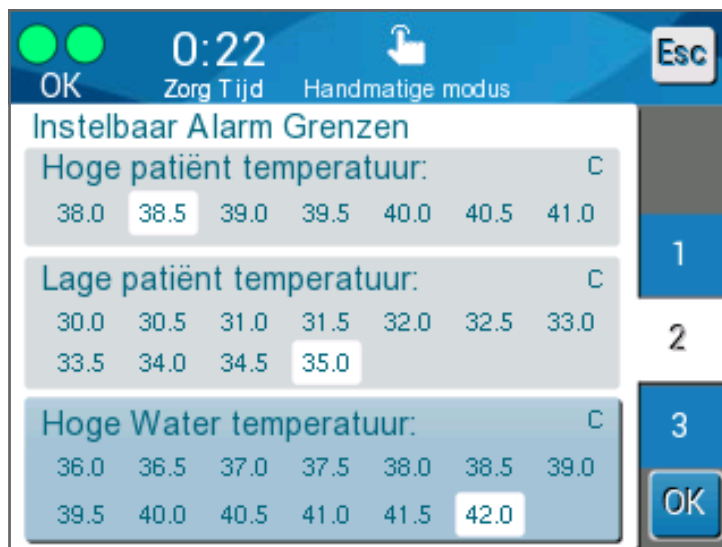 OK
0:22
Zorg Tijd
Handmatige modus
Esc
Instelbaar Alarm Grenzen
Hoge patiënt temperatuur: C
38.0 38.5 39.0 39.5 40.0 40.5 41.0
Lage patiënt temperatuur: C
30.0 30.5 31.0 31.5 32.0 32.5 33.0
33.5 34.0 34.5 35.0
Hoge Water temperatuur: C
36.0 36.5 37.0 37.5 38.0 38.5 39.0
39.5 40.0 40.5 41.0 41.5 42.0
1
2
3
OK